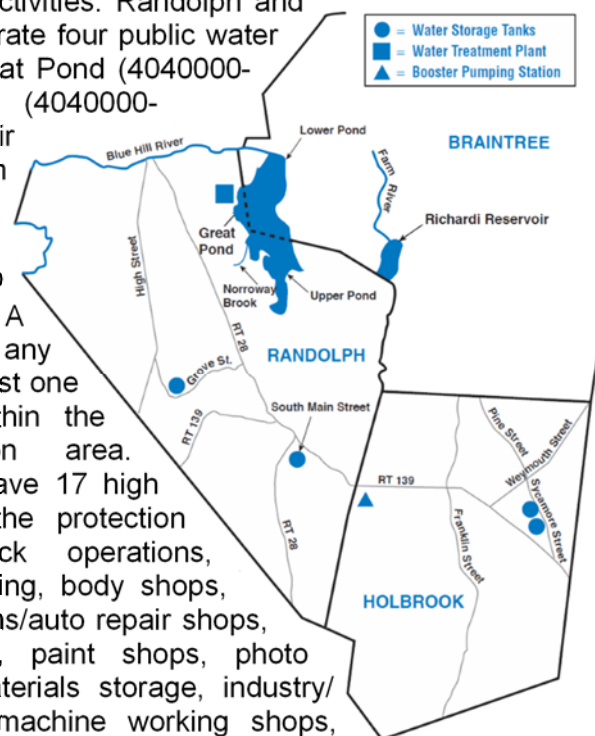 ctivities. Randolph and
rate four public water
at Pond (4040000-
(4040000-
ir
A
any
st one
thin the
area.
ave 17 high
the protection
ck operations,
ing, body shops,
ns/auto repair shops,
, paint shops, photo
aterials storage, industry/
machine working shops,
= Water Storage Tanks
= Water Treatment Plant
= Booster Pumping Station
Lower Pond
BRAINTREE
Blue Hill River
Farm River
Richardi Reservoir
Great
Pond
High Street
Norroway
Brook
Upper Pond
RT 28
RANDOLPH
Grove St.
South Main Street
RT 139
RT 139
Pine Street
Weymouth Street
Sycamore Street
Franklin Street
RT 28
HOLBROOK